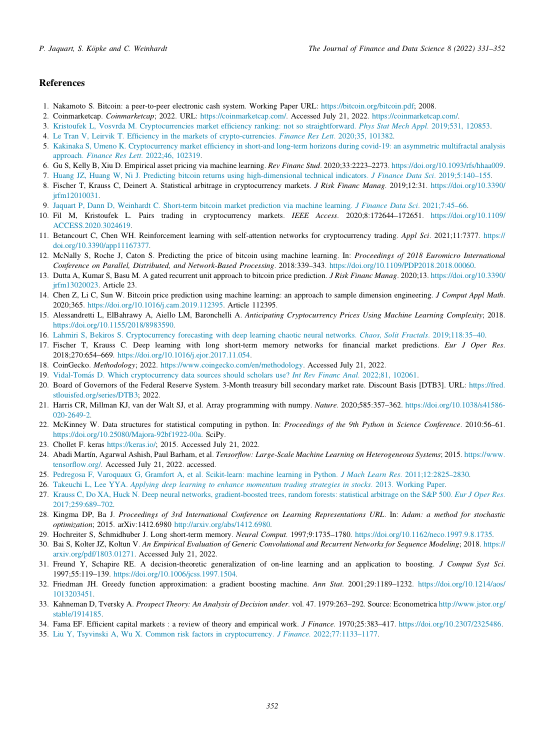 P. Jaquart, S. Köpke and C. Weinhardt
The Journal of Finance and Data Science 8 (2022) 331–352
References
1. Nakamoto S. Bitcoin: a peer-to-peer electronic cash system. Working Paper URL: https://bitcoin.org/bitcoin.pdf; 2008.
2. Coinmarketcap. Coinmarketcap; 2022. URL: https://coinmarketcap.com/. Accessed July 21, 2022. https://coinmarketcap.com/.
3. Kristoufek L, Vosvrda M. Cryptocurrencies market efficiency ranking: not so straightforward. Phys Stat Mech Appl. 2019;531, 120853.
4. Le Tran V, Leirvik T. Efficiency in the markets of crypto-currencies. Finance Res Lett. 2020;35, 101382.
5. Kakinaka S, Umeno K. Cryptocurrency market efficiency in short-and long-term horizons during covid-19: an asymmetric multifractal analysis
approach. Finance Res Lett. 2022;46, 102319.
6. Gu S, Kelly B, Xiu D. Empirical asset pricing via machine learning. Rev Financ Stud. 2020;33:2223–2273. https://doi.org/10.1093/rfs/hhaa009.
7. Huang JZ, Huang W, Ni J. Predicting bitcoin returns using high-dimensional technical indicators. J Finance Data Sci. 2019;5:140–155.
8. Fischer T, Krauss C, Deinert A. Statistical arbitrage in cryptocurrency markets. J Risk Financ Manag. 2019;12:31. https://doi.org/10.3390/
jrfm12010031.
9. Jaquart P, Dann D, Weinhardt C. Short-term bitcoin market prediction via machine learning. J Finance Data Sci. 2021;7:45–66.
10. Fil M, Kristoufek L. Pairs trading in cryptocurrency markets. IEEE Access. 2020;8:172644–172651. https://doi.org/10.1109/
ACCESS.2020.3024619.
11. Betancourt C, Chen WH. Reinforcement learning with self-attention networks for cryptocurrency trading. Appl Sci. 2021;11:7377. https://
doi.org/10.3390/app11167377.
12. McNally S, Roche J, Caton S. Predicting the price of bitcoin using machine learning. In: Proceedings of 2018 Euromicro International
Conference on Parallel, Distributed, and Network-Based Processing. 2018:339–343. https://doi.org/10.1109/PDP2018.2018.00060.
13. Dutta A, Kumar S, Basu M. A gated recurrent unit approach to bitcoin price prediction. J Risk Financ Manag. 2020;13. https://doi.org/10.3390/
jrfm13020023. Article 23.
14. Chen Z, Li C, Sun W. Bitcoin price prediction using machine learning: an approach to sample dimension engineering. J Comput Appl Math.
2020;365. https://doi.org/10.1016/j.cam.2019.112395. Article 112395.
15. Alessandretti L, ElBahrawy A, Aiello LM, Baronchelli A. Anticipating Cryptocurrency Prices Using Machine Learning Complexity; 2018.
https://doi.org/10.1155/2018/8983590.
16. Lahmiri S, Bekiros S. Cryptocurrency forecasting with deep learning chaotic neural networks. Chaos, Solit Fractals. 2019;118:35–40.
17. Fischer T, Krauss C. Deep learning with long short-term memory networks for financial market predictions. Eur J Oper Res.
2018;270:654–669. https://doi.org/10.1016/j.ejor.2017.11.054.
18. CoinGecko. Methodology; 2022. https://www.coingecko.com/en/methodology. Accessed July 21, 2022.
19. Vidal-Tomás D. Which cryptocurrency data sources should scholars use? Int Rev Financ Anal. 2022;81, 102061.
20. Board of Governors of the Federal Reserve System. 3-Month treasury bill secondary market rate. Discount Basis [DTB3]. URL: https://fred.
stlouisfed.org/series/DTB3; 2022.
21. Harris CR, Millman KJ, van der Walt SJ, et al. Array programming with numpy. Nature. 2020;585:357–362. https://doi.org/10.1038/s41586-
020-2649-2.
22. McKinney W. Data structures for statistical computing in python. In: Proceedings of the 9th Python in Science Conference. 2010:56–61.
https://doi.org/10.25080/Majora-92bf1922-00a. SciPy.
23. Chollet F. keras https://keras.io/; 2015. Accessed July 21, 2022.
24. Abadi Martín, Agarwal Ashish, Paul Barham, et al. Tensorflow: Large-Scale Machine Learning on Heterogeneous Systems; 2015. https://www.
tensorflow.org/. Accessed July 21, 2022. accessed.
25. Pedregosa F, Varoquaux G, Gramfort A, et al. Scikit-learn: machine learning in Python. J Mach Learn Res. 2011;12:2825–2830.
26. Takeuchi L, Lee YYA. Applying deep learning to enhance momentum trading strategies in stocks. 2013. Working Paper.
27. Krauss C, Do XA, Huck N. Deep neural networks, gradient-boosted trees, random forests: statistical arbitrage on the S&P 500. Eur J Oper Res.
2017;259:689–702.
28. Kingma DP, Ba J. Proceedings of 3rd International Conference on Learning Representations URL. In: Adam: a method for stochastic
optimization; 2015. arXiv:1412.6980 http://arxiv.org/abs/1412.6980.
29. Hochreiter S, Schmidhuber J. Long short-term memory. Neural Comput. 1997;9:1735–1780. https://doi.org/10.1162/neco.1997.9.8.1735.
30. Bai S, Kolter JZ, Koltun V. An Empirical Evaluation of Generic Convolutional and Recurrent Networks for Sequence Modeling; 2018. https://
arxiv.org/pdf/1803.01271. Accessed July 21, 2022.
31. Freund Y, Schapire RE. A decision-theoretic generalization of on-line learning and an application to boosting. J Comput Syst Sci.
1997;55:119–139. https://doi.org/10.1006/jcss.1997.1504.
32. Friedman JH. Greedy function approximation: a gradient boosting machine. Ann Stat. 2001;29:1189–1232. https://doi.org/10.1214/aos/
1013203451.
33. Kahneman D, Tversky A. Prospect Theory: An Analysis of Decision under. vol. 47. 1979:263–292. Source: Econometrica http://www.jstor.org/
stable/1914185.
34. Fama EF. Efficient capital markets : a review of theory and empirical work. J Finance. 1970;25:383–417. https://doi.org/10.2307/2325486.
35. Liu Y, Tsyvinski A, Wu X. Common risk factors in cryptocurrency. J Finance. 2022;77:1133–1177.
352